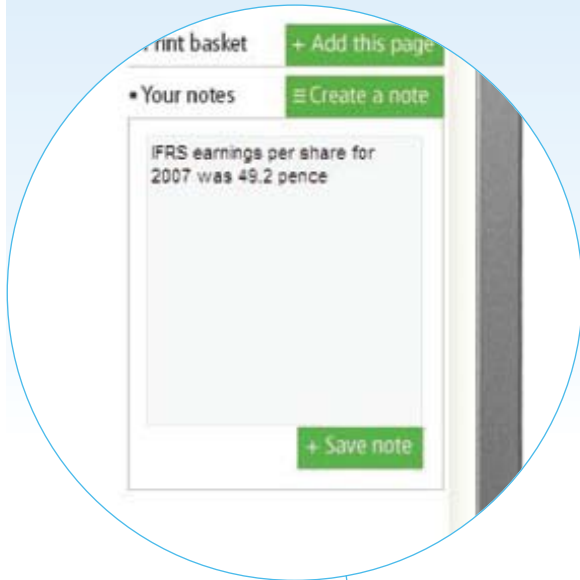 Print basket + Add this page
• Your notes ≡ Create a note
IFRS earnings per share for
2007 was 49.2 pence
+ Save note